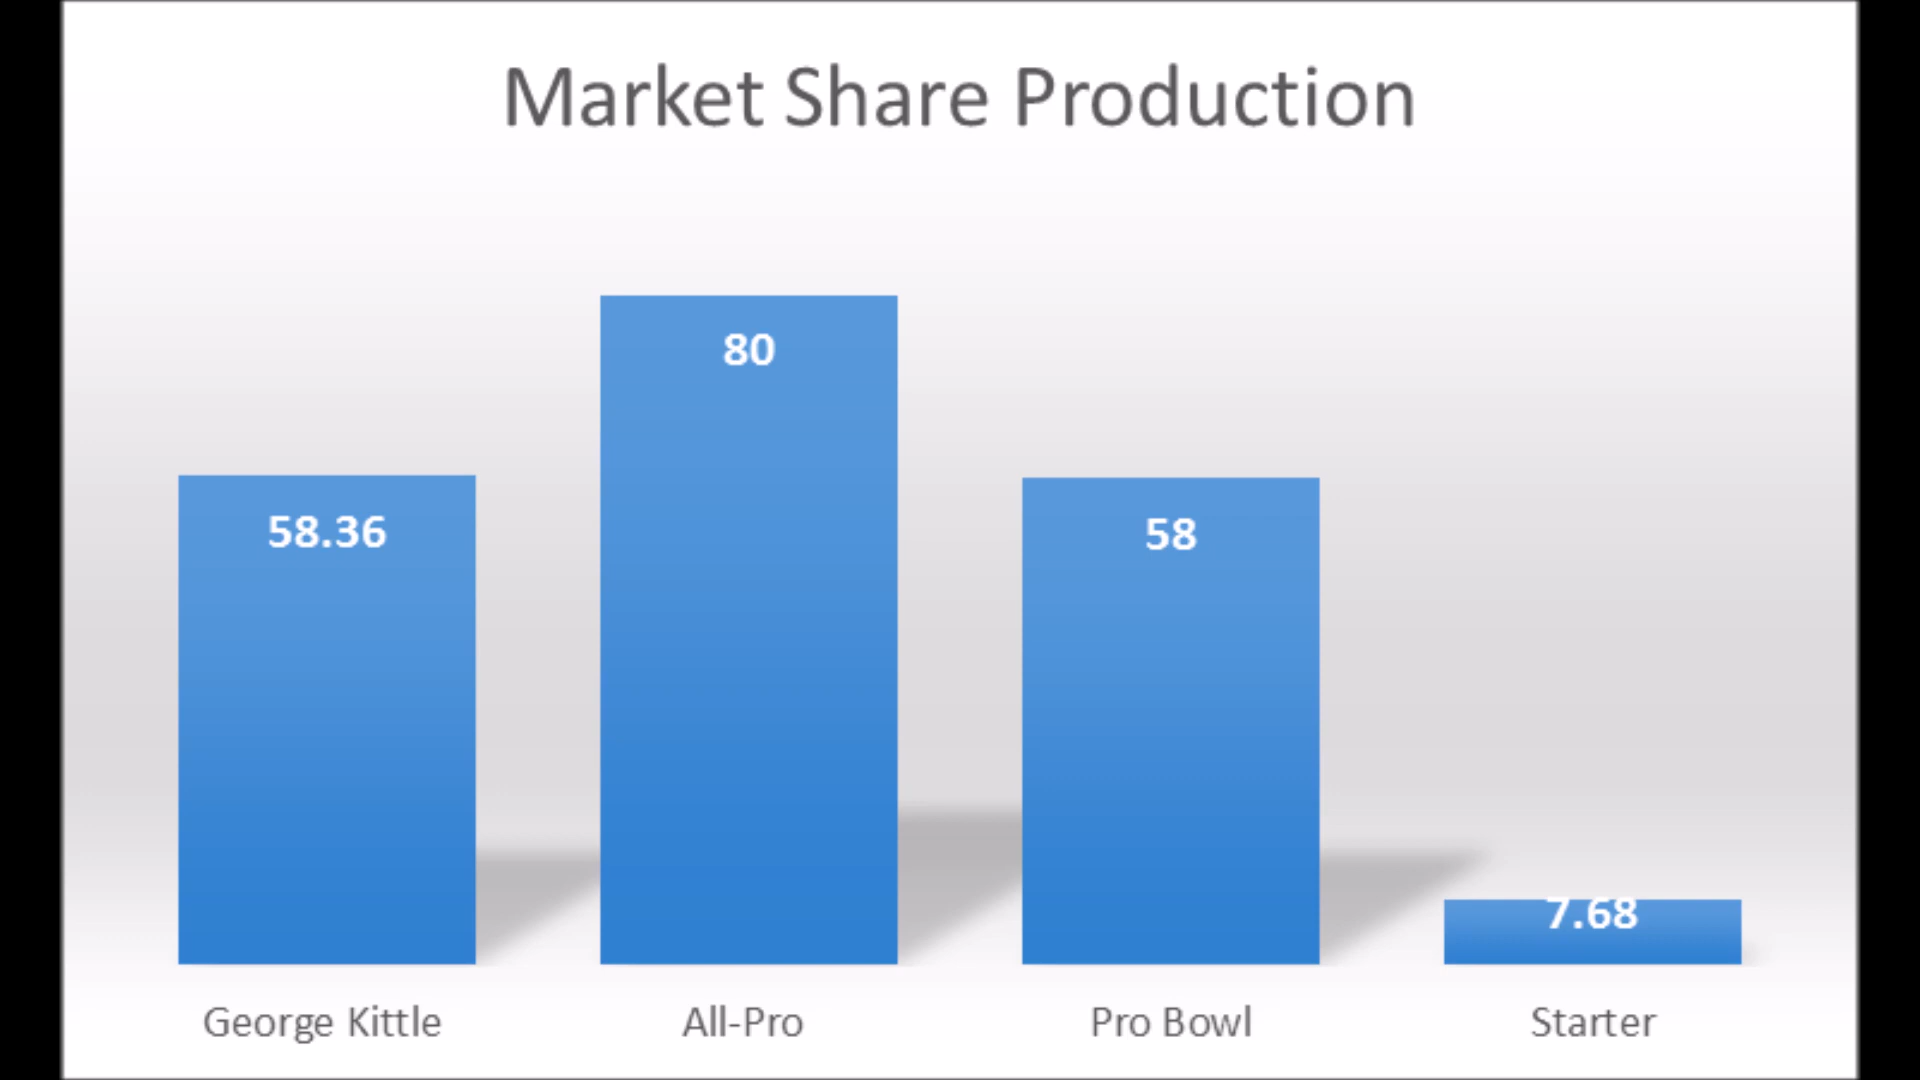 Market Share Production
80
58.36
58
7.68
George Kittle
All-Pro
Pro Bowl
Starter